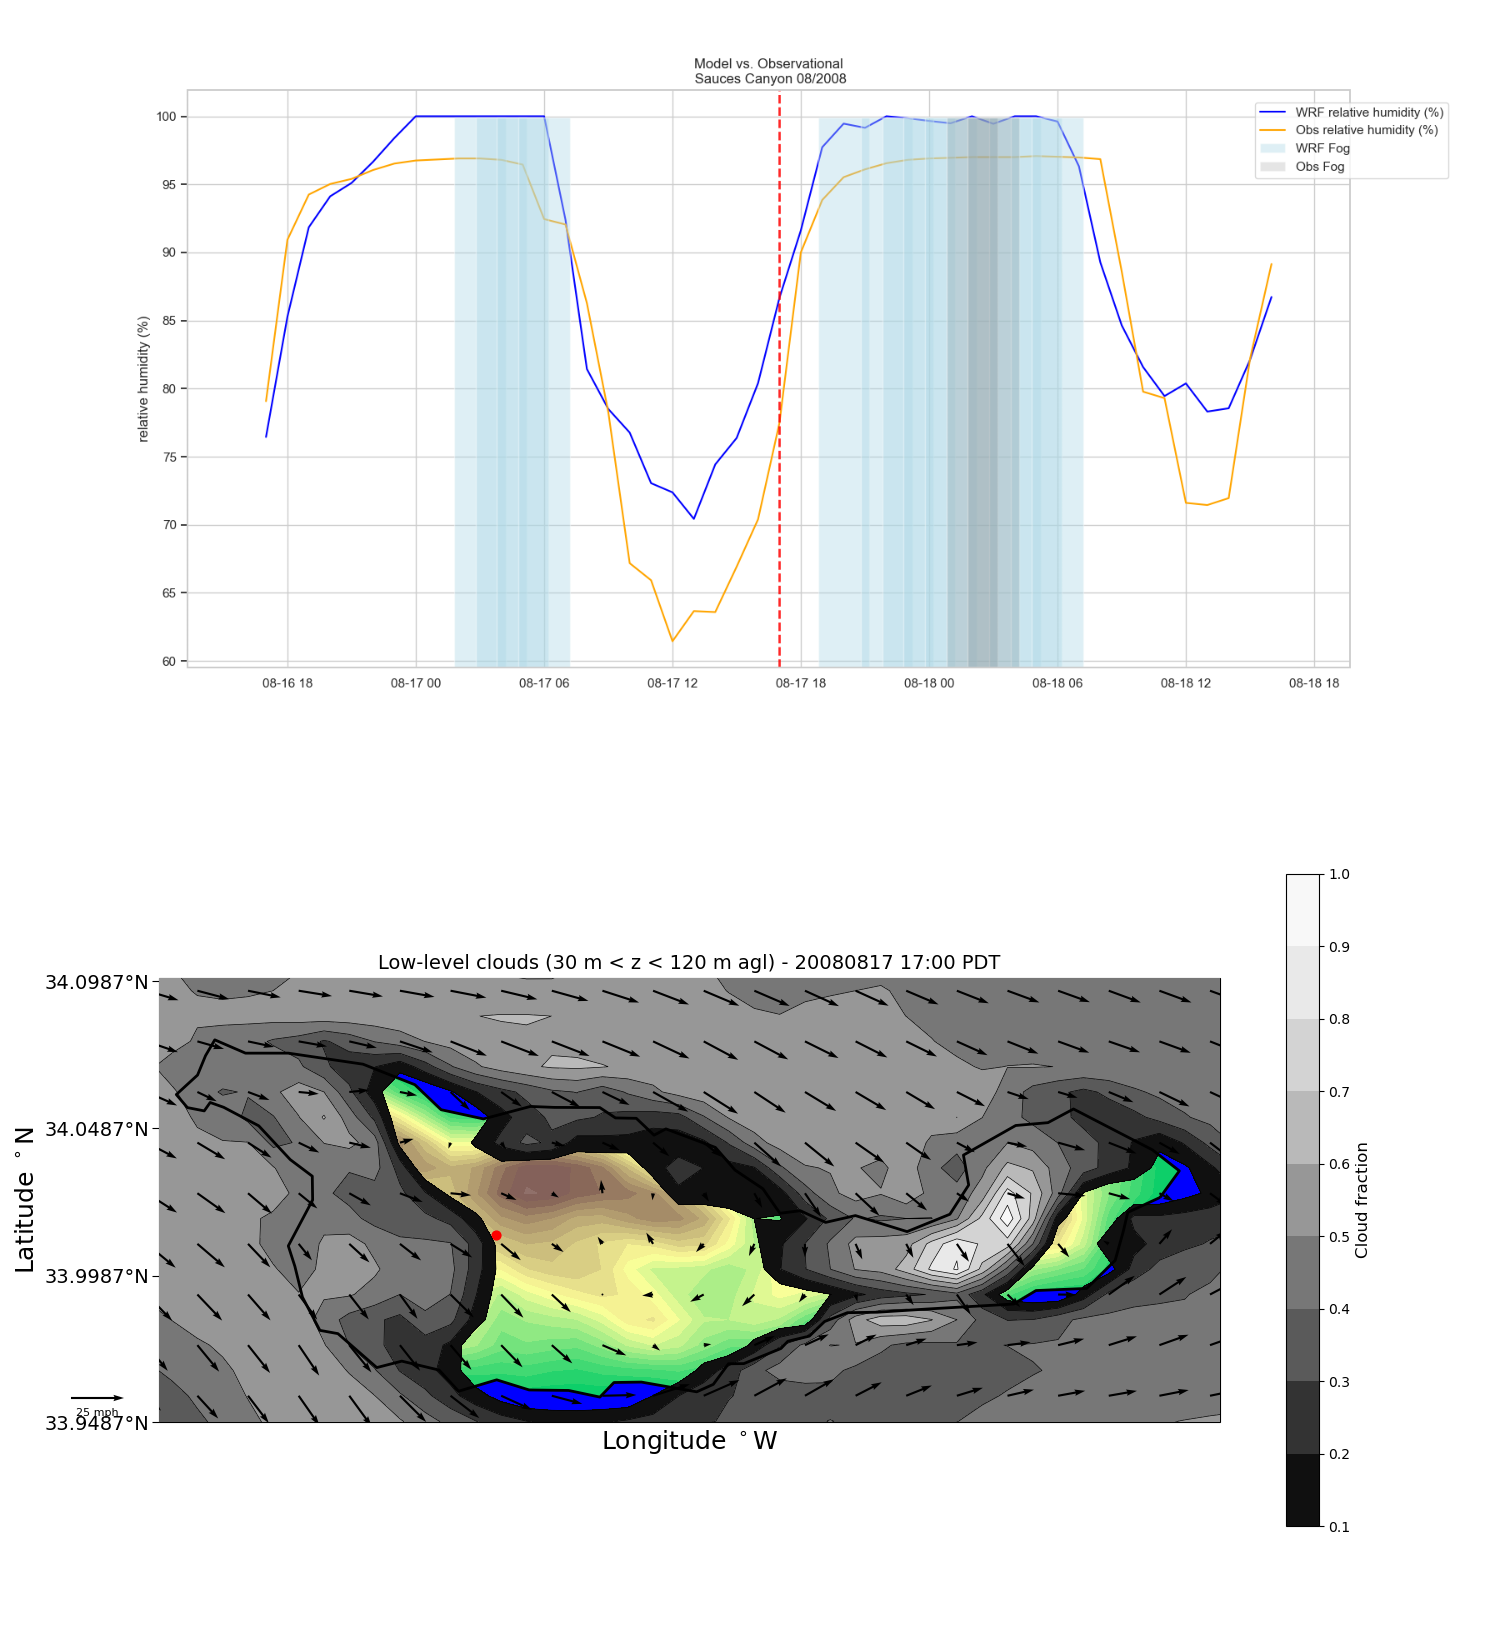 Model vs. Observational
Sauces Canyon 08/2008
100
95
90
85
80
75
70
65
60
relative humidity (%)
WRF relative humidity (%)
Obs relative humidity (%)
WRF Fog
Obs Fog
08-16 18
08-17 00
08-17 06
08-17 12
08-17 18
08-18 00
08-18 06
08-18 12
08-18 18
Low-level clouds (30 m < z < 120 m agl) - 20080817 17:00 PDT
34.0987°N
34.0487°N
33.9987°N
33.9487°N
Latitude °N
25 mph
Longitude °W
1.0
0.9
0.8
0.7
0.6
0.5
0.4
0.3
0.2
0.1
Cloud fraction